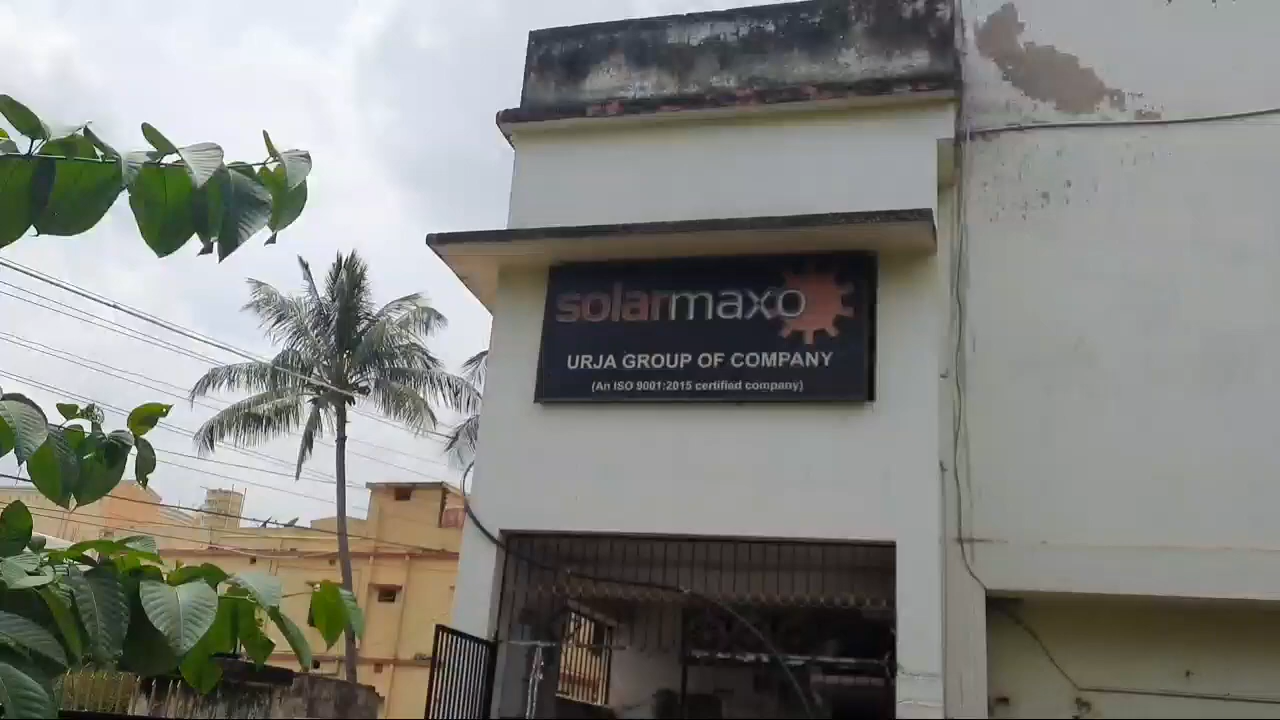 solarmaxo
URJA GROUP OF COMPANY
(An ISO 9001:2015 certified company)